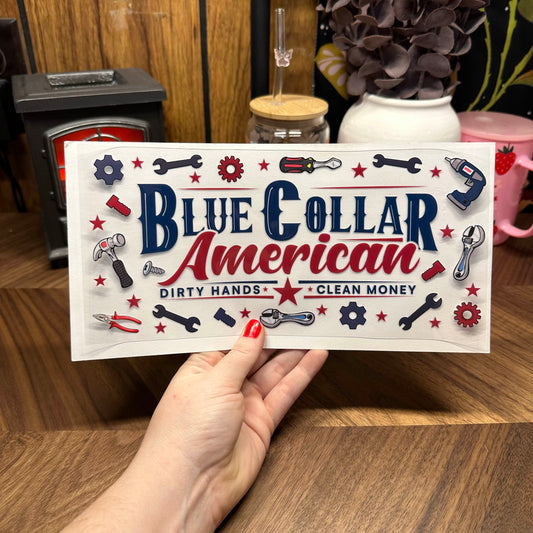 BLUE COLLAR
American
DIRTY HANDS ★ ★ CLEAN MONEY